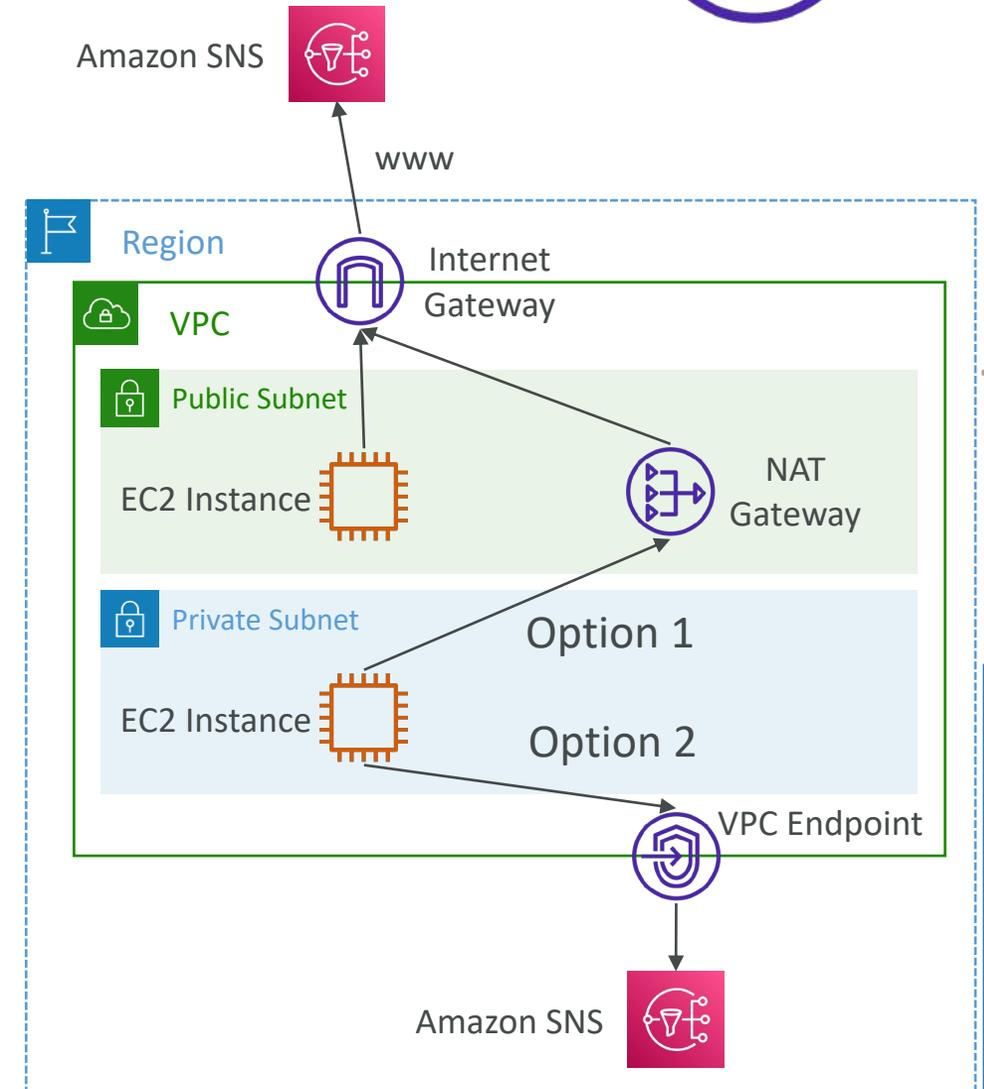 Amazon SNS
www
Region
Internet
Gateway
VPC
Public Subnet
EC2 Instance
NAT
Gateway
Private Subnet
Option 1
EC2 Instance
Option 2
VPC Endpoint
Amazon SNS